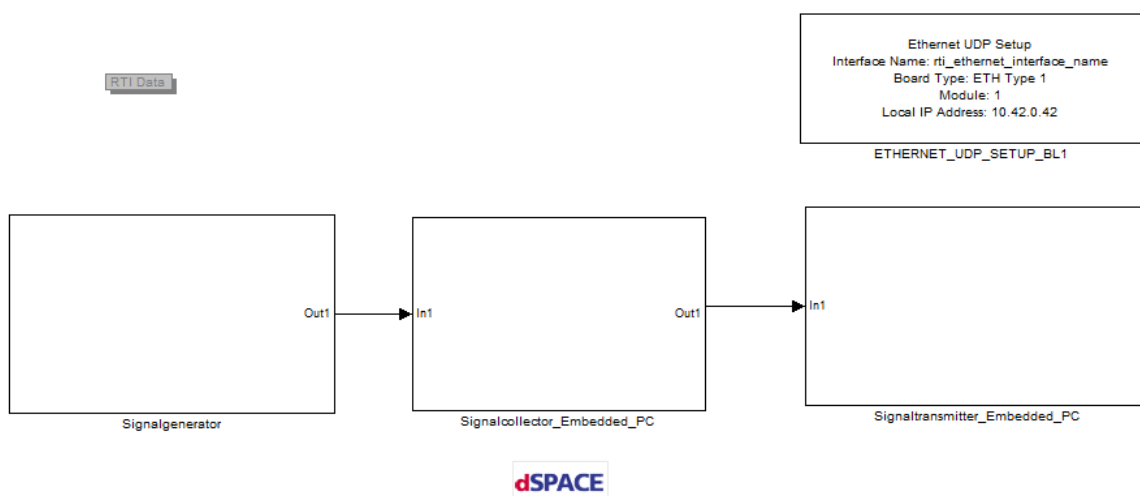 RTI Data
Ethernet UDP Setup
Interface Name: rti_ethernet_interface_name
Board Type: ETH Type 1
Module: 1
Local IP Address: 10.42.0.42
ETHERNET_UDP_SETUP_BL1
Out1
In1
Out1
In1
Signalgenerator
Signalcollector_Embedded_PC
Signaltransmitter_Embedded_PC
dSPACE